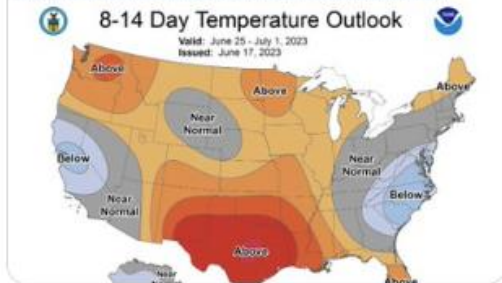 8-14 Day Temperature Outlook
Valid: June 25 - July 1, 2023
Issued: June 17, 2023
Above
Above
Above
Near
Normal
Below
Near
Normal
Near
Normal
Below
Above
Near
Above